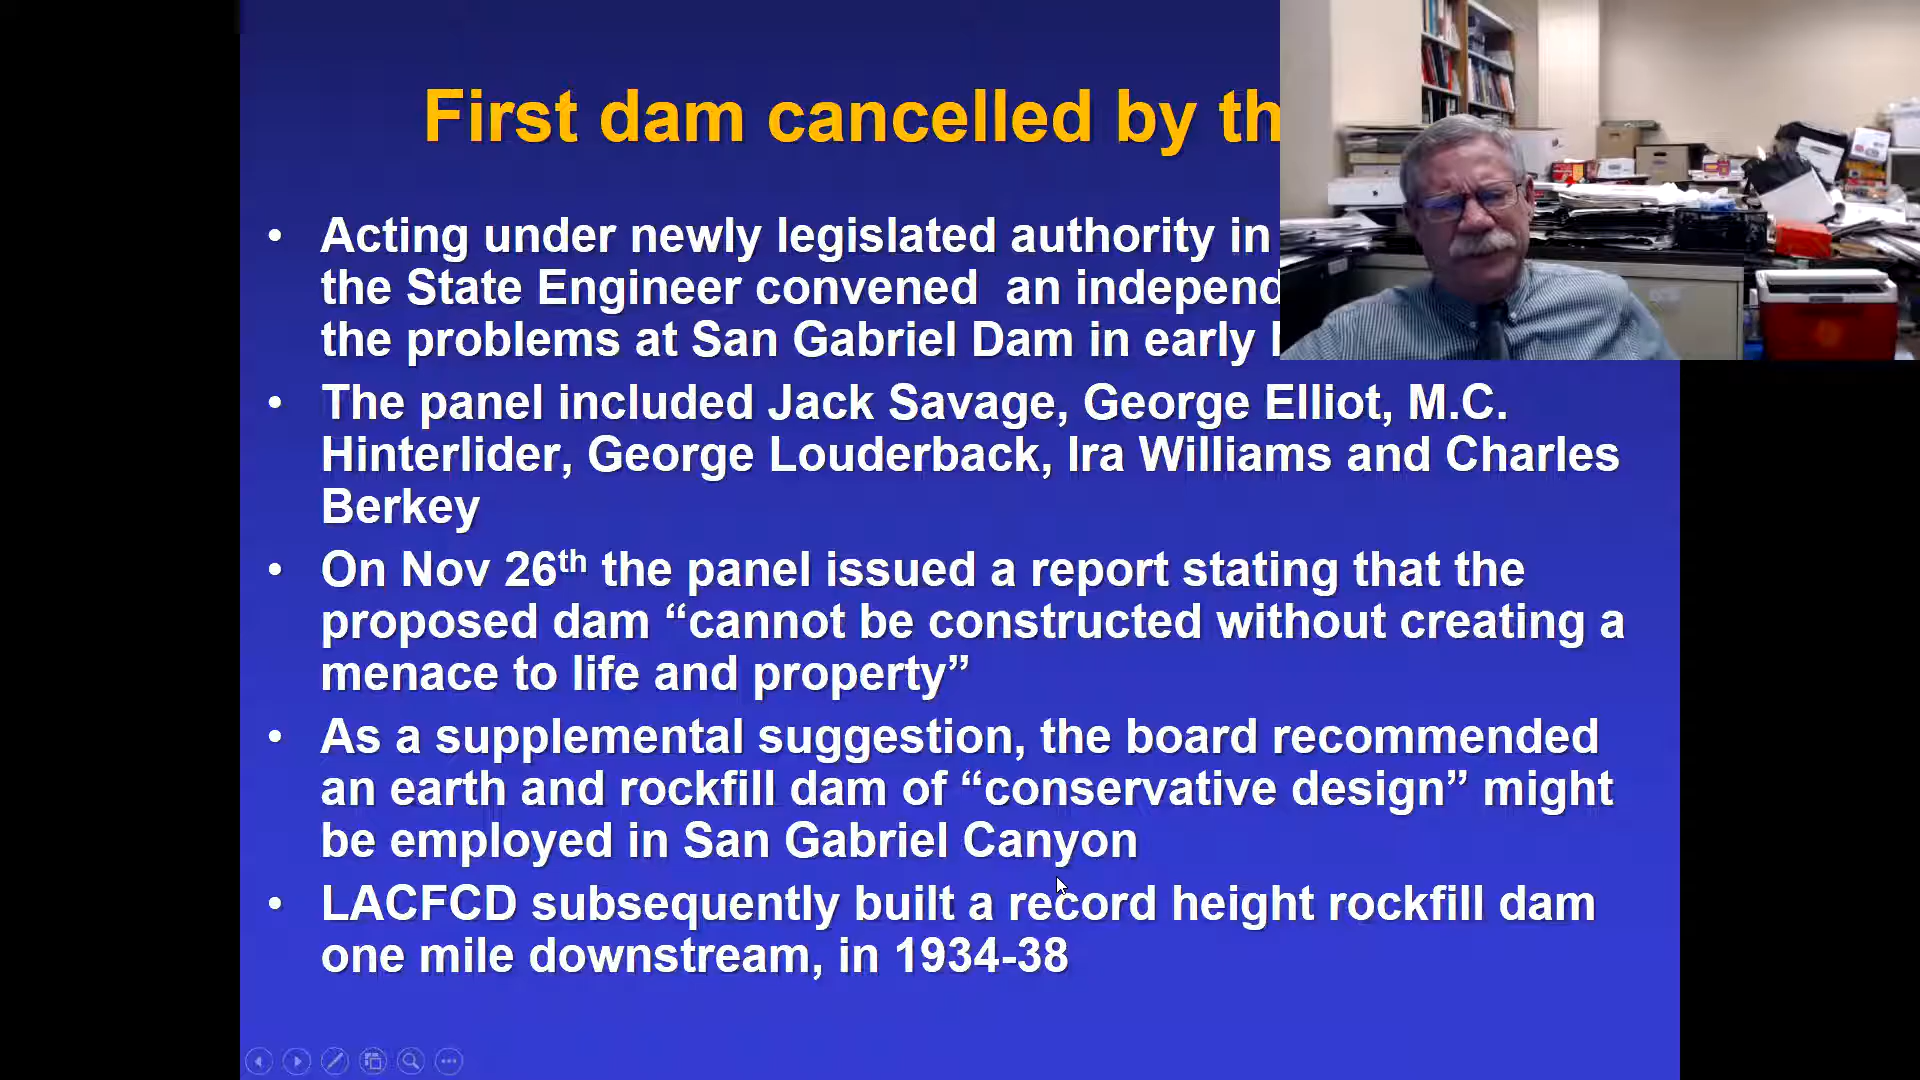 First dam cancelled by th
• Acting under newly legislated authority in
the State Engineer convened an independ
the problems at San Gabriel Dam in early
• The panel included Jack Savage, George Elliot, M.C.
Hinterlider, George Louderback, Ira Williams and Charles
Berkey
• On Nov 26th the panel issued a report stating that the
proposed dam “cannot be constructed without creating a
menace to life and property”
• As a supplemental suggestion, the board recommended
an earth and rockfill dam of “conservative design” might
be employed in San Gabriel Canyon
• LACFCD subsequently built a record height rockfill dam
one mile downstream, in 1934-38